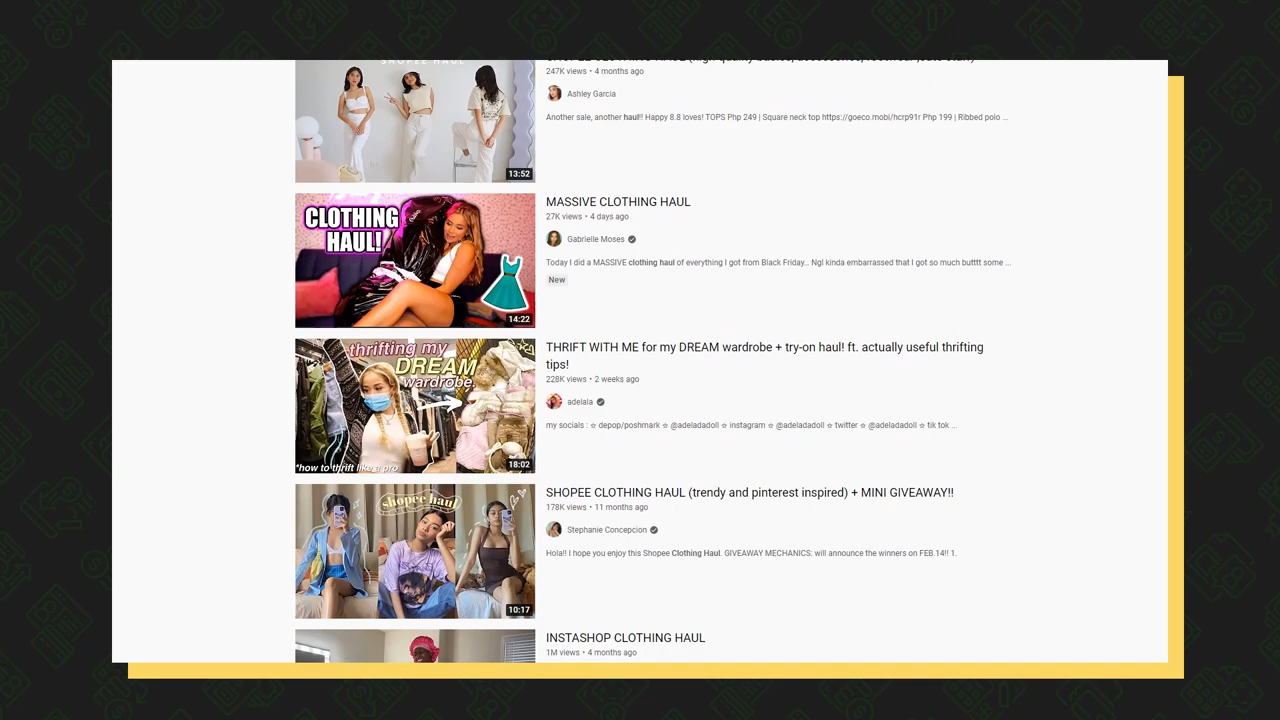 SHOPEE HAUL
247K views • 4 months ago
Ashley Garcia
Another sale, another haul!! Happy 8.8 loves! TOPS Php 249 | Square neck top https://goeco.mobi/hcrp91r Php 199 | Ribbed polo ...
13:52
CLOTHING
HAUL!
14:22
MASSIVE CLOTHING HAUL
27K views • 4 days ago
Gabrielle Moses
Today I did a MASSIVE clothing haul of everything I got from Black Friday... Ngl kinda embarrassed that I got so much butttt some ...
New
thrifting my
DREAM
wardrobe.
*how to thrift like a pro
18:02
THRIFT WITH ME for my DREAM wardrobe + try-on haul! ft. actually useful thrifting
tips!
228K views • 2 weeks ago
adelala
my socials : ☆ depop/poshmark ☆ @adeladadoll ☆ instagram ☆ @adeladadoll ☆ twitter ☆ @adeladadoll ☆ tik tok ...
shopee haul
10:17
SHOPEE CLOTHING HAUL (trendy and pinterest inspired) + MINI GIVEAWAY!!
178K views • 11 months ago
Stephanie Concepcion
Hola!! I hope you enjoy this Shopee Clothing Haul. GIVEAWAY MECHANICS: will announce the winners on FEB.14!! 1.
INSTASHOP CLOTHING HAUL
1M views • 4 months ago